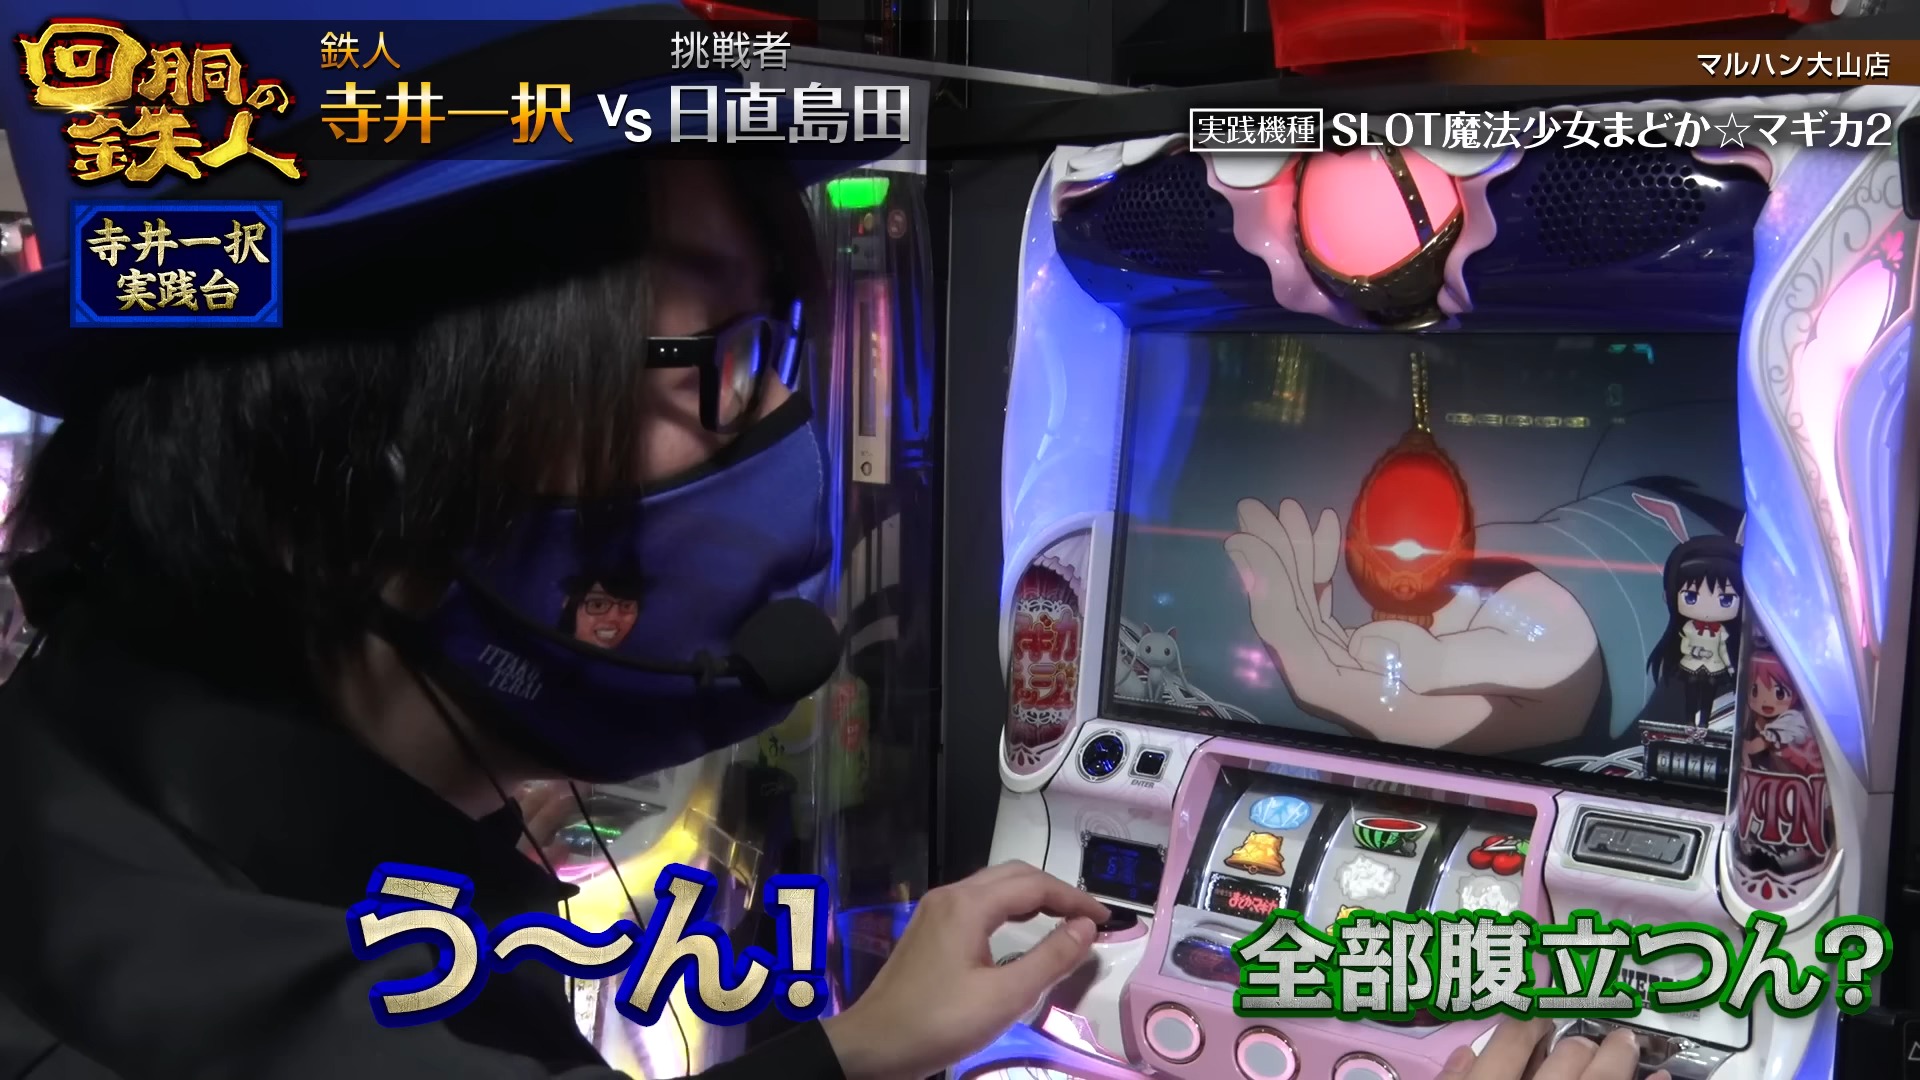 回胴の鉄人
鉄人
寺井一択
Vs
挑戦者
日直島田
マルハン大山店
実践機種
SLOT魔法少女まどか☆マギカ2
寺井一択
実践台
ITTAKU
TERAI
ENTER
う～ん!
全部腹立つん?